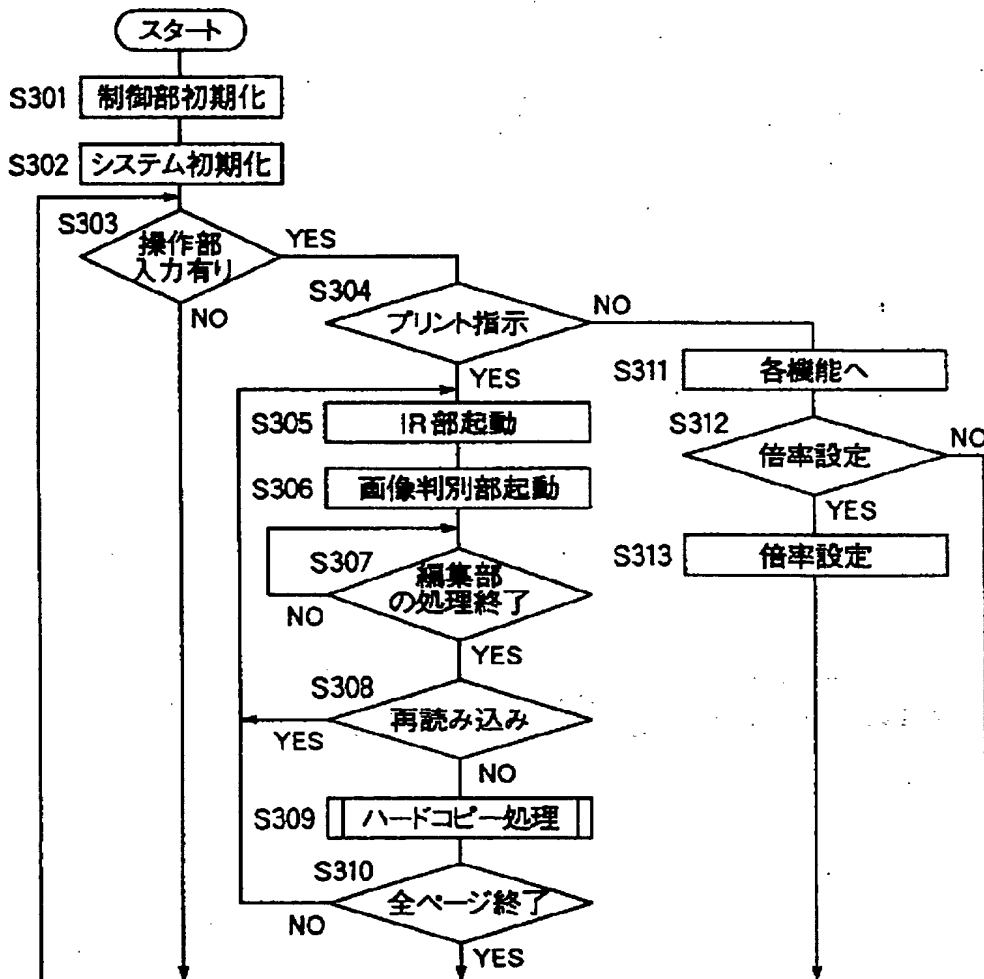 スタート
S301 制御部初期化
S302 システム初期化
S303
操作部
入力有り
YES
NO
S304
プリント指示
NO
YES
S311 各機能へ
S305 IR部起動
S312
倍率設定
NO
YES
S306 画像判別部起動
S313 倍率設定
S307
編集部
の処理終了
NO
YES
S308
再読み込み
YES
NO
S309 ハードコピー処理
S310
全ページ終了
NO
YES